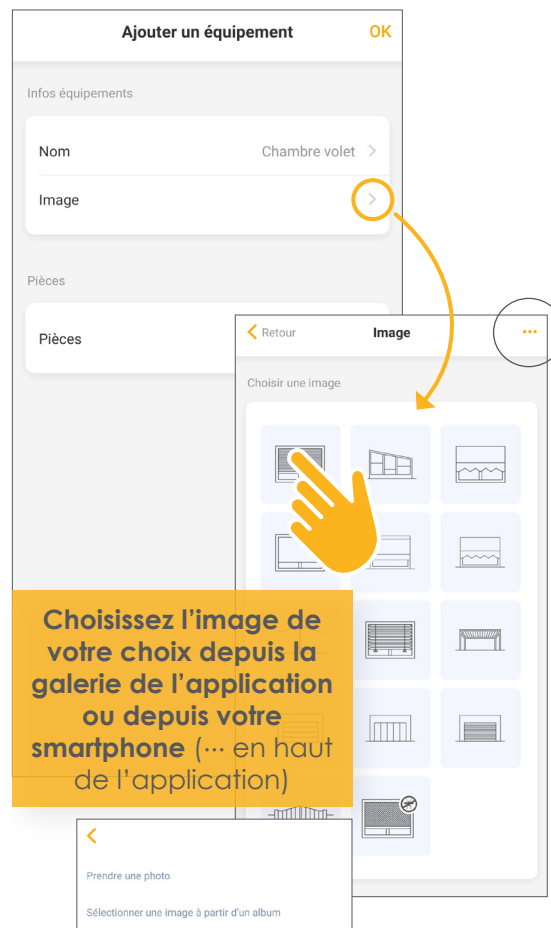 Ajouter un équipement OK
Infos équipements
Nom Chambre volet
Image
Pièces
Pièces
Retour Image ...
Choisir une image
Choisissez l’image de
votre choix depuis la
galerie de l’application
ou depuis votre
smartphone (··· en haut
de l’application)
Prendre une photo
Sélectionner une image à partir d'un album